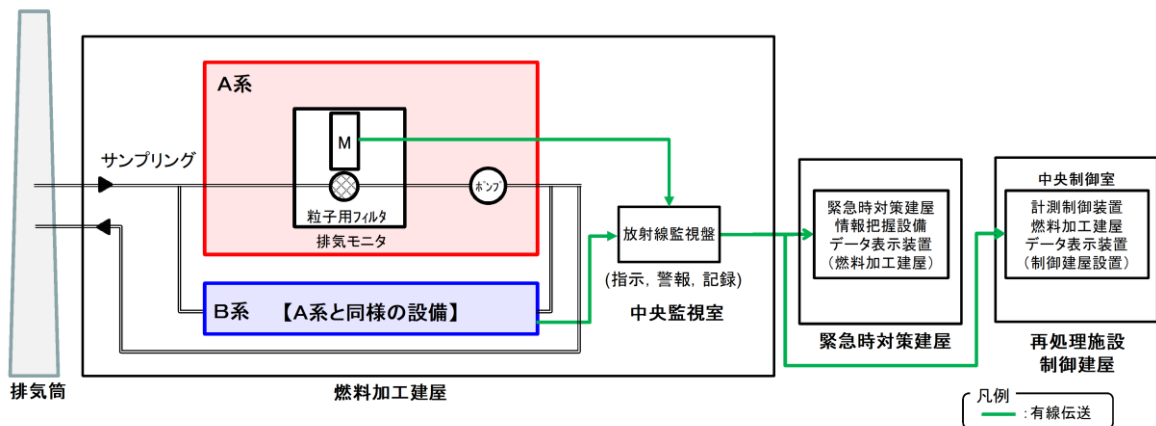 A系
M
サンプリング
ポンプ
粒子用フィルタ
排気モニタ
B系 【A系と同様の設備】
放射線監視盤
(指示，警報，記録)
中央監視室
緊急時対策建屋
情報把握設備
データ表示装置
（燃料加工建屋）
緊急時対策建屋
中央制御室
計測制御装置
燃料加工建屋
データ表示装置
（制御建屋設置）
再処理施設
制御建屋
排気筒
燃料加工建屋
凡例
：有線伝送